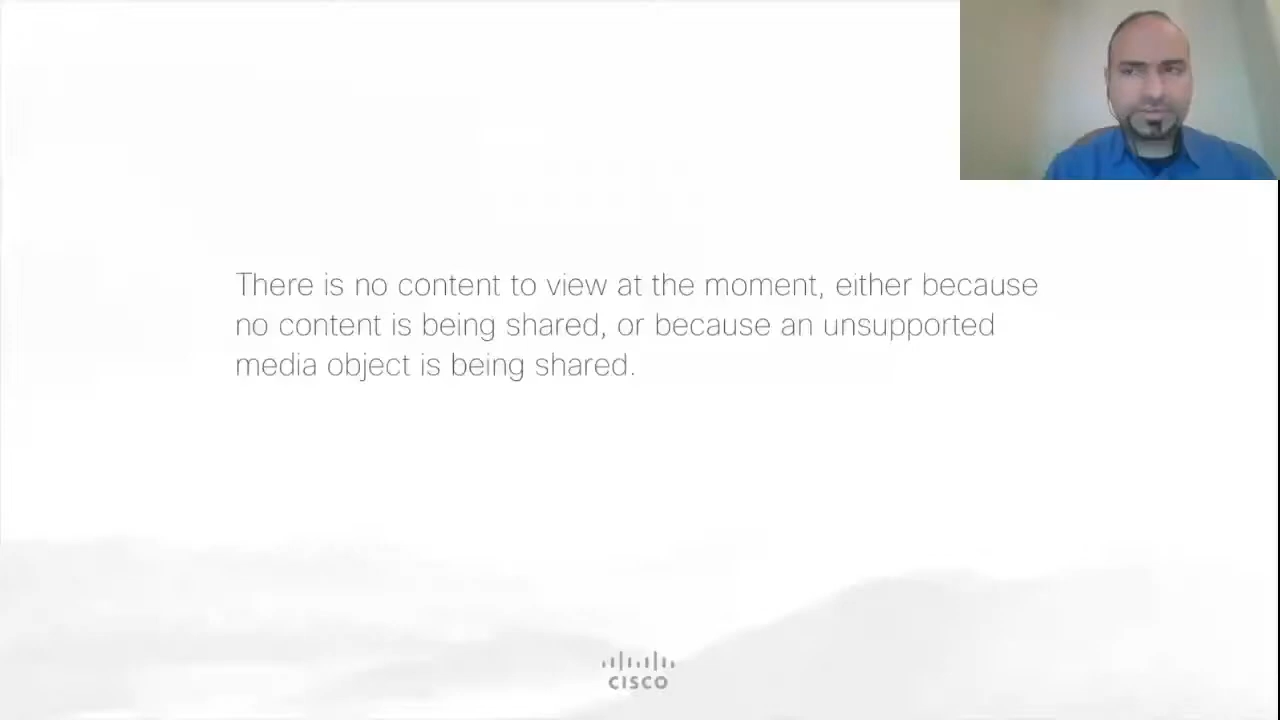 There is no content to view at the moment, either because
no content is being shared, or because an unsupported
media object is being shared.
CISCO